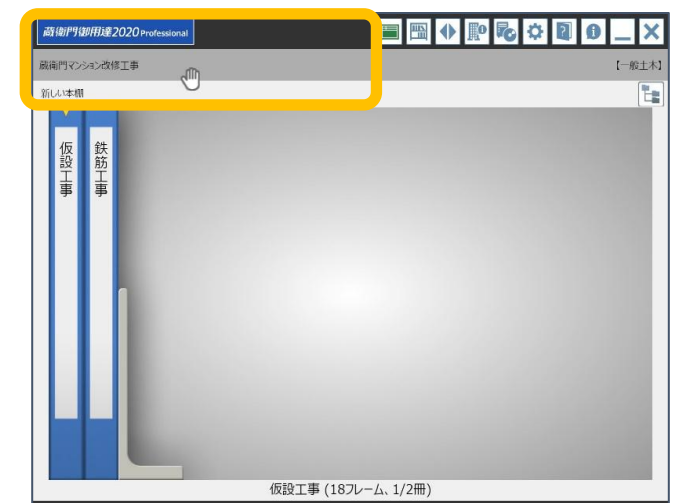 蔵衛門御用達2020 Professional
蔵衛門マンション改修工事
【一般土木】
新しい本棚
仮設工事
鉄筋工事
仮設工事 (18フレーム、1/2冊)